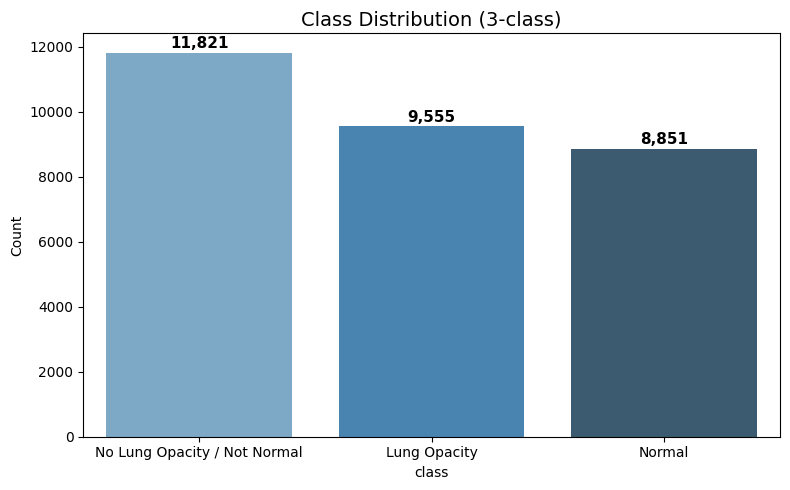 Class Distribution (3-class)
11,821
9,555
8,851
12000
10000
8000
6000
4000
2000
0
Count
No Lung Opacity / Not Normal
Lung Opacity
Normal
class